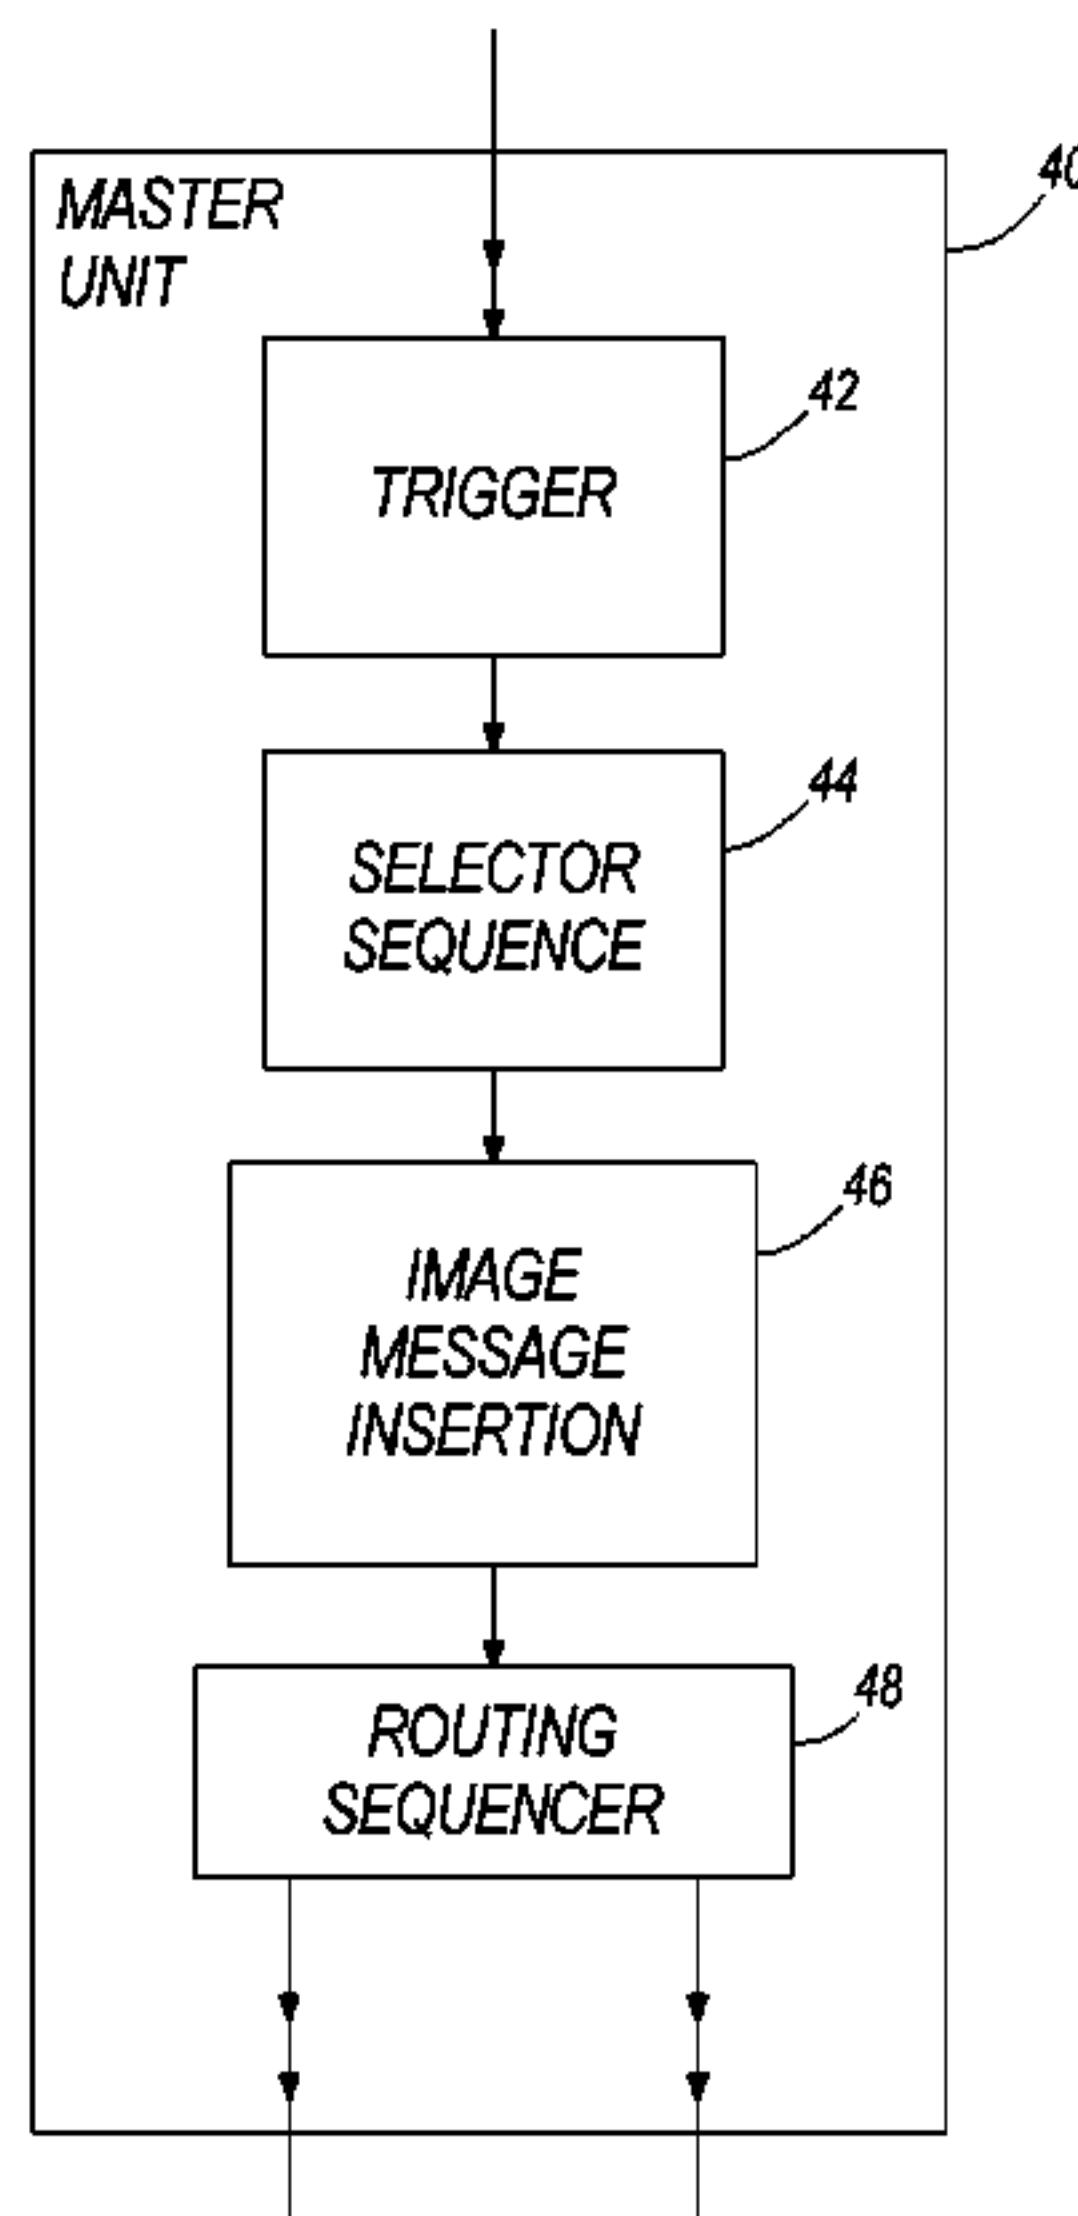 40
MASTER
UNIT
42
TRIGGER
44
SELECTOR
SEQUENCE
46
IMAGE
MESSAGE
INSERTION
48
ROUTING
SEQUENCER